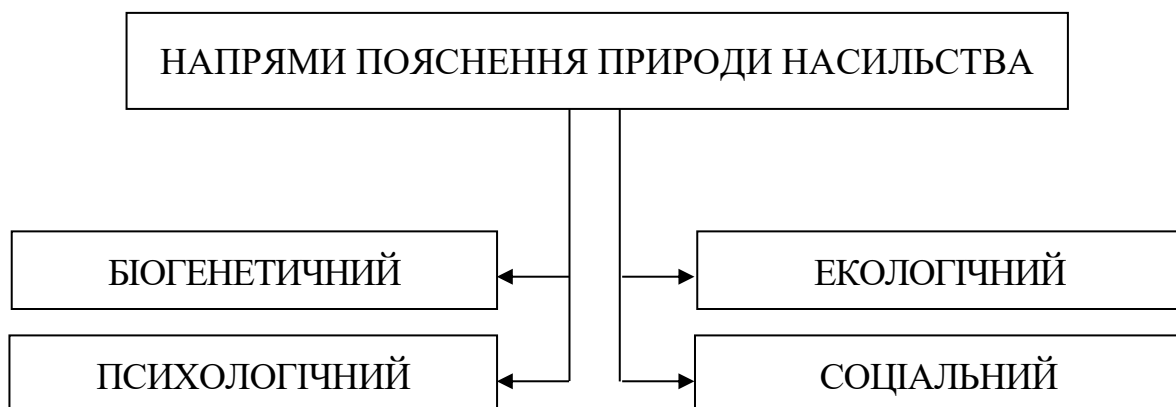 НАПРЯМИ ПОЯСНЕННЯ ПРИРОДИ НАСИЛЬСТВА
БІОГЕНЕТИЧНИЙ
ЕКОЛОГІЧНИЙ
ПСИХОЛОГІЧНИЙ
СОЦІАЛЬНИЙ